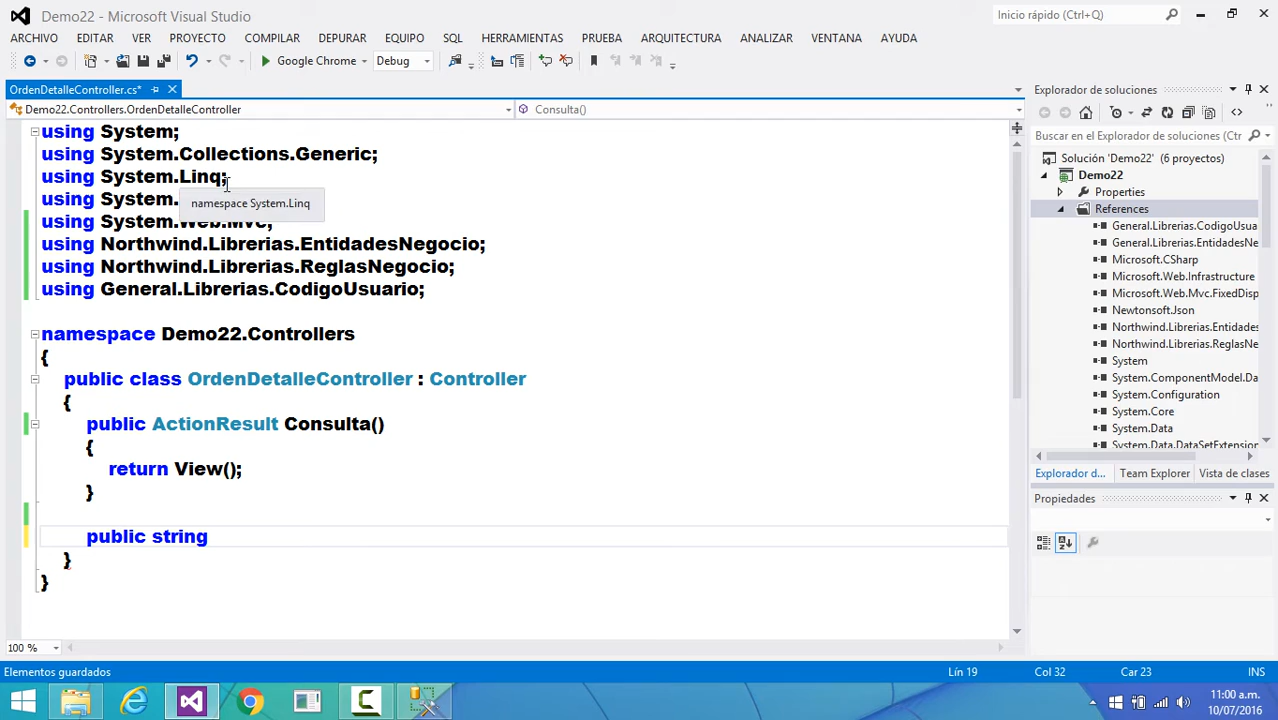 Demo22 - Microsoft Visual Studio
Inicio rápido (Ctrl+Q)
ARCHIVO EDITAR VER PROYECTO COMPILAR DEPURAR EQUIPO SQL HERRAMIENTAS PRUEBA ARQUITECTURA ANALIZAR VENTANA AYUDA
Google Chrome Debug
OrdenDetalleController.cs*
Demo22.Controllers.OrdenDetalleController
Consulta()
using System;
using System.Collections.Generic;
using System.Linq;
using System.
namespace System.Linq
using System.Web.Mvc;
using Northwind.Librerias.EntidadesNegocio;
using Northwind.Librerias.ReglasNegocio;
using General.Librerias.CodigoUsuario;
namespace Demo22.Controllers
{
public class OrdenDetalleController : Controller
{
public ActionResult Consulta()
{
return View();
}
public string
}
}
100 %
Explorador de soluciones
Buscar en el Explorador de soluciones (Ctrl
Solución 'Demo22' (6 proyectos)
Demo22
Properties
References
General.Librerias.CodigoUsua
General.Librerias.EntidadesNe
Microsoft.CSharp
Microsoft.Web.Infrastructure
Microsoft.Web.Mvc.FixedDisp
Newtonsoft.Json
Northwind.Librerias.Entidades
Northwind.Librerias.ReglasNe
System
System.ComponentModel.Da
System.Configuration
System.Core
System.Data
System.Data.DataSetExtension
Explorador d... Team Explorer Vista de clases
Propiedades
Elementos guardados
Lín 19 Col 32 Car 23 INS
11:00 a.m.
10/07/2016